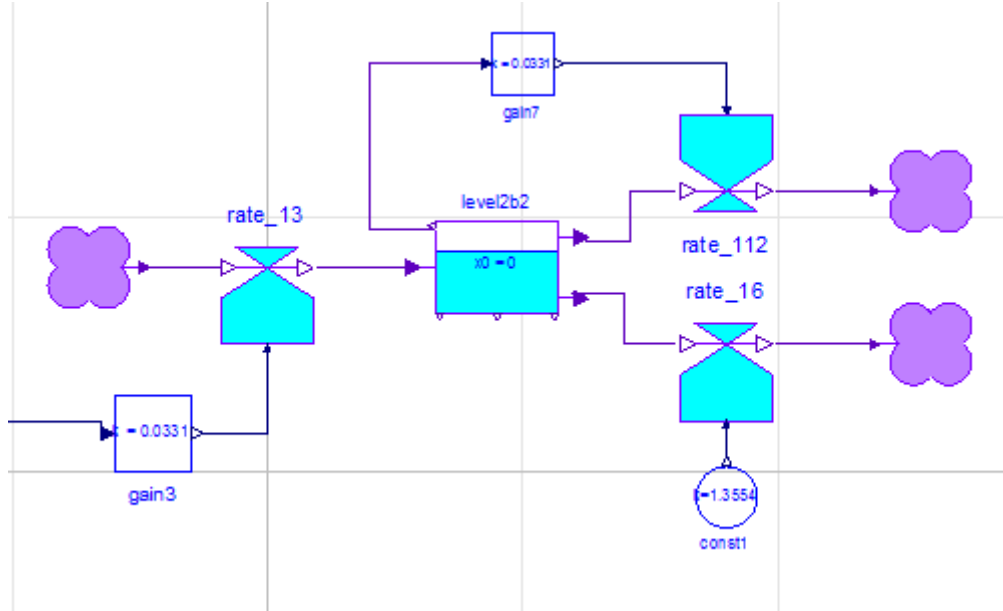 k = 0.0331
gain7
level2b2
rate_13
x0 = 0
rate_112
rate_16
k = 0.0331
gain3
k=1.3554
const1